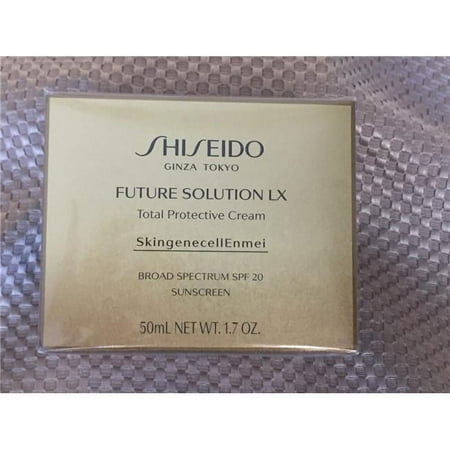 SHISEIDO
GINZA TOKYO
FUTURE SOLUTION LX
Total Protective Cream
SkingenecellEnmei
BROAD SPECTRUM SPF 20
SUNSCREEN
50mL NET WT. 1.7 OZ.